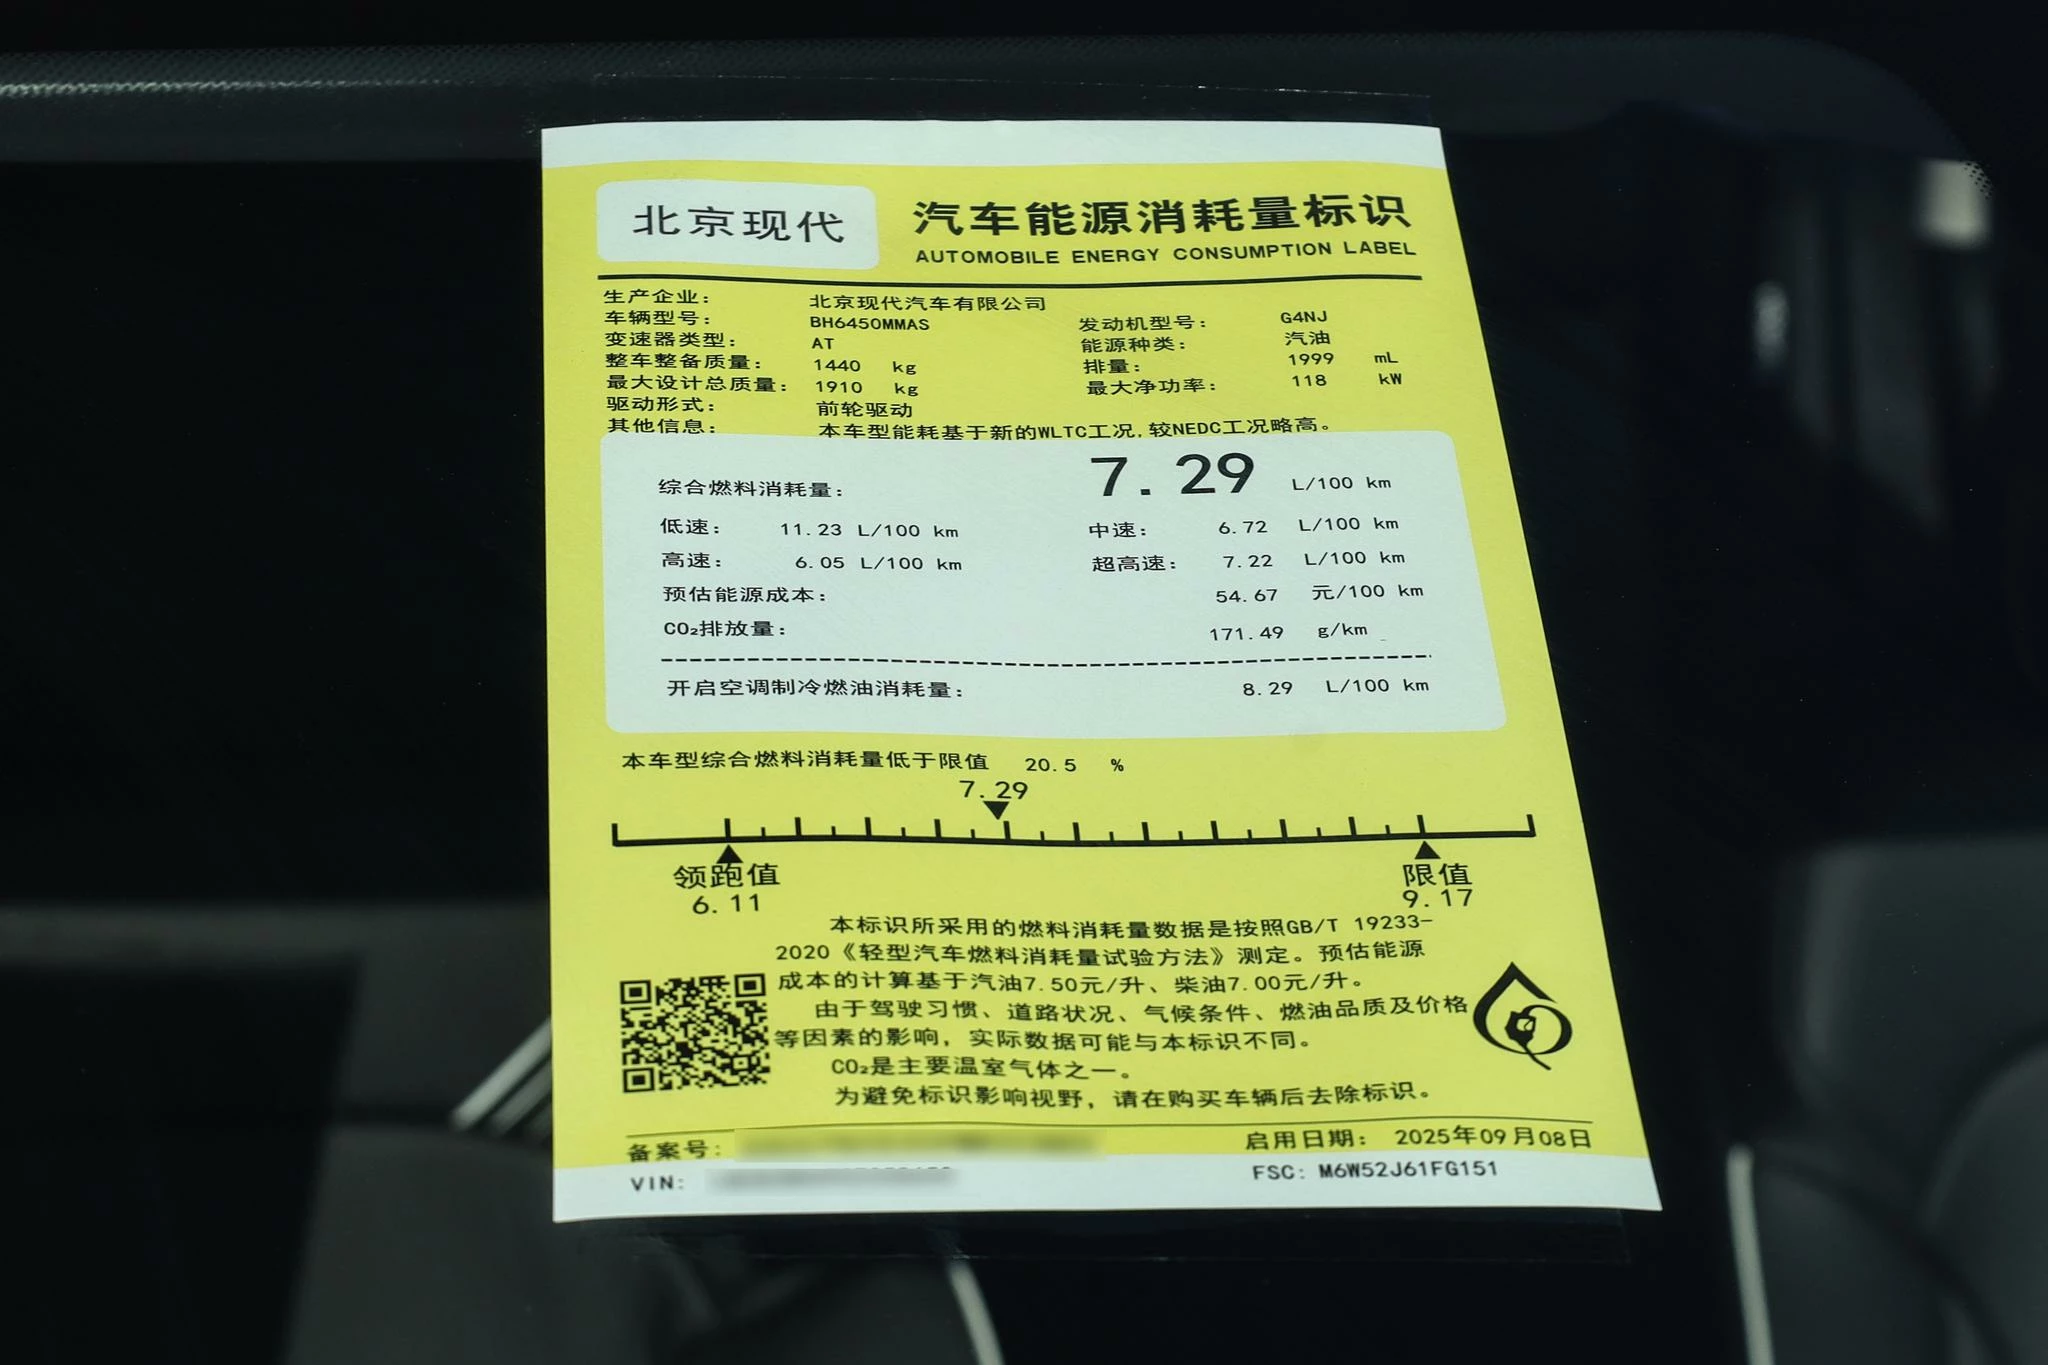 北京现代
汽车能源消耗量标识
AUTOMOBILE ENERGY CONSUMPTION LABEL
生产企业： 北京现代汽车有限公司
车辆型号： BH6450MMAS 发动机型号： G4NJ
变速器类型： AT 能源种类： 汽油
整车整备质量： 1440 kg 排量： 1999 mL
最大设计总质量： 1910 kg 最大净功率： 118 kW
驱动形式： 前轮驱动
其他信息： 本车型能耗基于新的WLTC工况,较NEDC工况略高。
综合燃料消耗量： 7.29 L/100 km
低速： 11.23 L/100 km 中速： 6.72 L/100 km
高速： 6.05 L/100 km 超高速： 7.22 L/100 km
预估能源成本： 54.67 元/100 km
CO₂排放量： 171.49 g/km
开启空调制冷燃油消耗量： 8.29 L/100 km
本车型综合燃料消耗量低于限值 20.5 %
7.29
领跑值 限值
6.11 9.17
本标识所采用的燃料消耗量数据是按照GB/T 19233-
2020《轻型汽车燃料消耗量试验方法》测定。预估能源
成本的计算基于汽油7.50元/升、柴油7.00元/升。
由于驾驶习惯、道路状况、气候条件、燃油品质及价格
等因素的影响，实际数据可能与本标识不同。
CO₂是主要温室气体之一。
为避免标识影响视野，请在购买车辆后去除标识。
备案号： 启用日期： 2025年09月08日
VIN: FSC: M6W52J61FG151